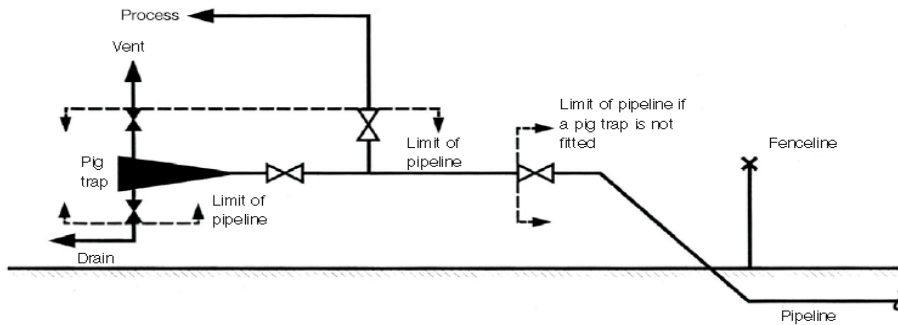 Process
Vent
Limit of pipeline if
a pig trap is not
fitted
Limit of
pipeline
Fenceline
Pig
trap
Limit of
pipeline
Drain
Pipeline